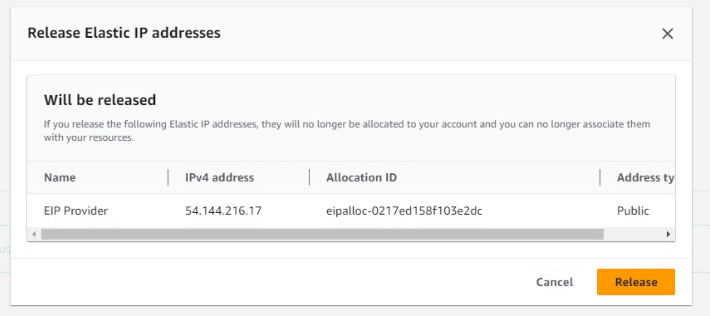 Release Elastic IP addresses
Will be released
If you release the following Elastic IP addresses, they will no longer be allocated to your account and you can no longer associate them
with your resources.
Name IPv4 address Allocation ID Address ty
EIP Provider 54.144.216.17 eipalloc-0217ed158f103e2dc Public
Cancel Release